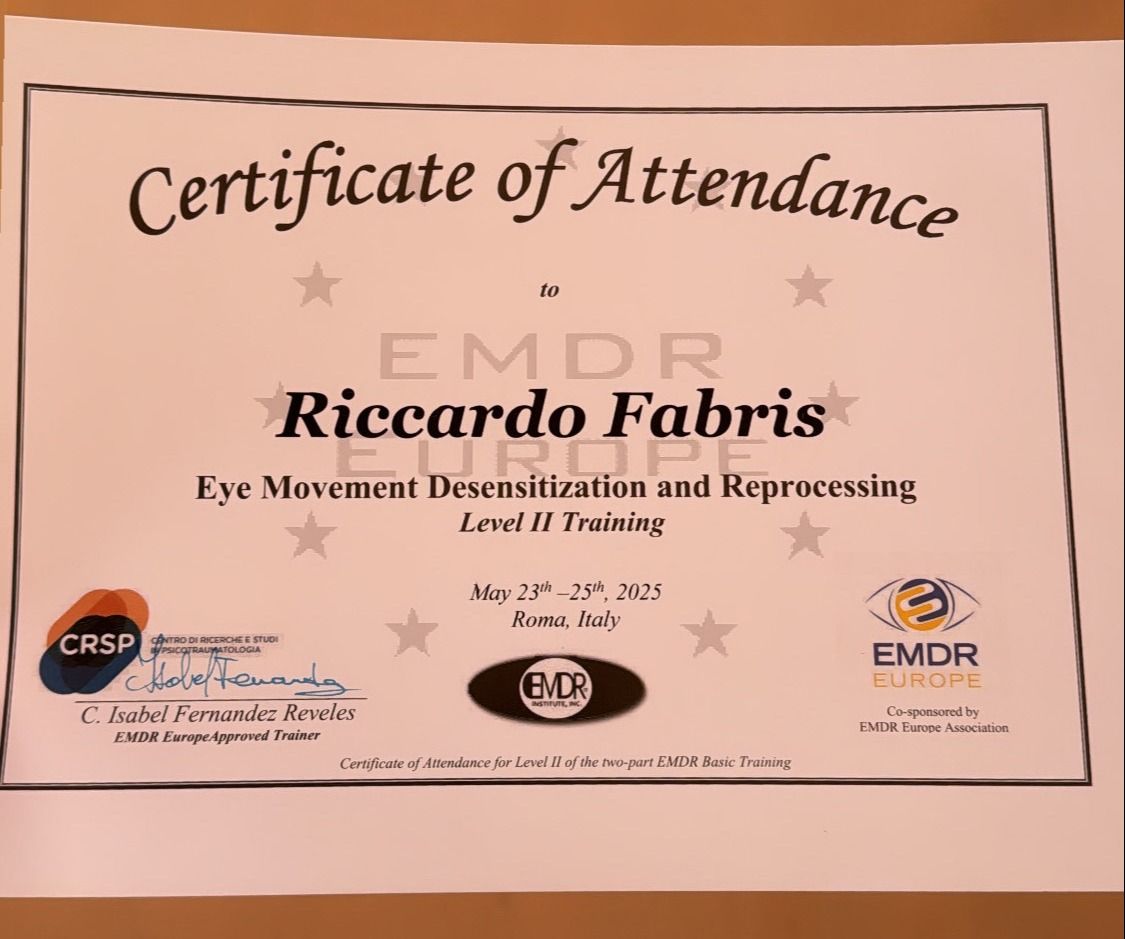 Certificate of Attendance
to
EMDR
Riccardo Fabris
EUROPE
Eye Movement Desensitization and Reprocessing
Level II Training
May 23th –25th, 2025
Roma, Italy
CRSP
CENTRO DI RICERCHE E STUDI
IN PSICOTRAUMATOLOGIA
Isabel Fernandez
C. Isabel Fernandez Reveles
EMDR EuropeApproved Trainer
EMDR
INSTITUTE, INC.
EMDR
EUROPE
Co-sponsored by
EMDR Europe Association
Certificate of Attendance for Level II of the two-part EMDR Basic Training